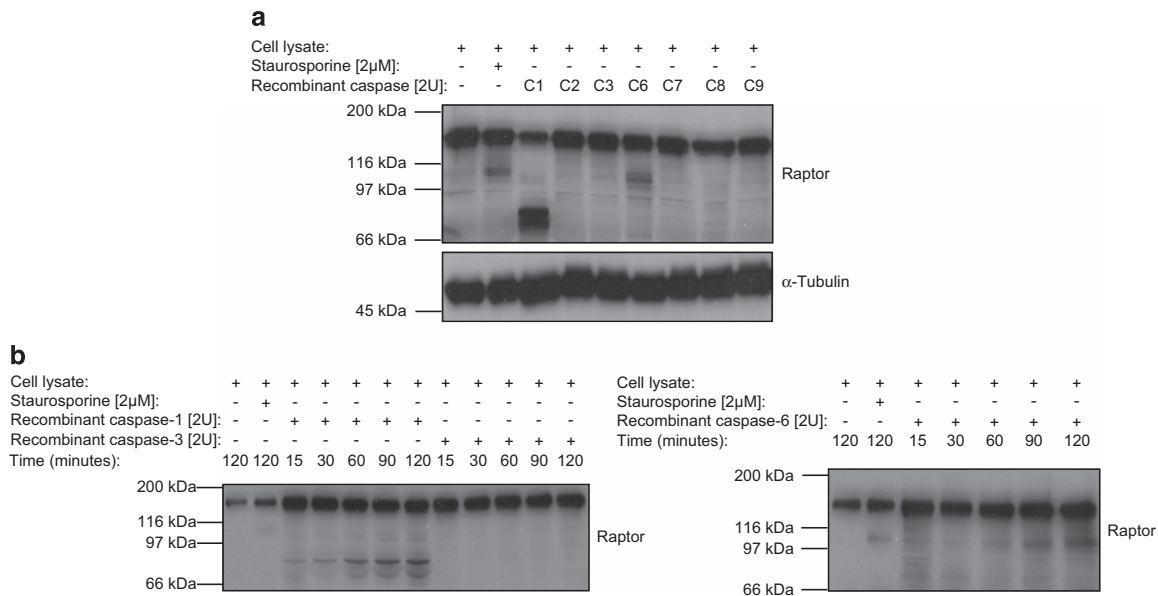 a
Cell lysate: + + + + + + + + +
Staurosporine [2µM]: - + - - - - - - -
Recombinant caspase [2U]: - - C1 C2 C3 C6 C7 C8 C9
200 kDa
116 kDa
97 kDa
66 kDa
Raptor
α-Tubulin
45 kDa
b
Cell lysate: + + + + + + + + + + + +
Staurosporine [2µM]: - + - - - - - - - - - -
Recombinant caspase-1 [2U]: - - + + + + + - - - - -
Recombinant caspase-3 [2U]: - - - - - - - + + + + +
Time (minutes): 120 120 15 30 60 90 120 15 30 60 90 120
200 kDa
116 kDa
97 kDa
66 kDa
Raptor
Cell lysate: + + + + + + +
Staurosporine [2µM]: - + - - - - -
Recombinant caspase-6 [2U]: - - + + + + +
Time (minutes): 120 120 15 30 60 90 120
200 kDa
116 kDa
97 kDa
66 kDa
Raptor